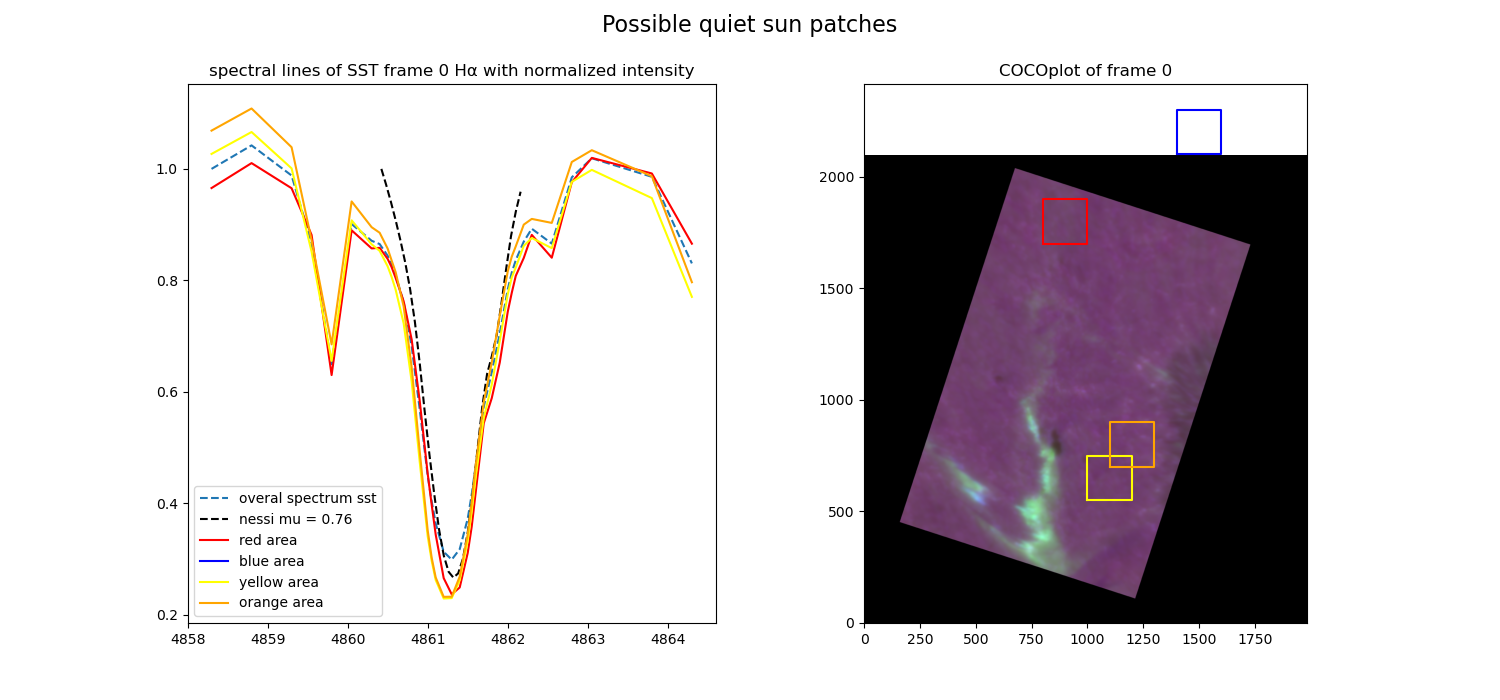 Possible quiet sun patches
spectral lines of SST frame 0 Hα with normalized intensity
1.0
0.8
0.6
0.4
0.2
4858 4859 4860 4861 4862 4863 4864
overal spectrum sst
nessi mu = 0.76
red area
blue area
yellow area
orange area
COCOplot of frame 0
2000
1500
1000
500
0
0 250 500 750 1000 1250 1500 1750